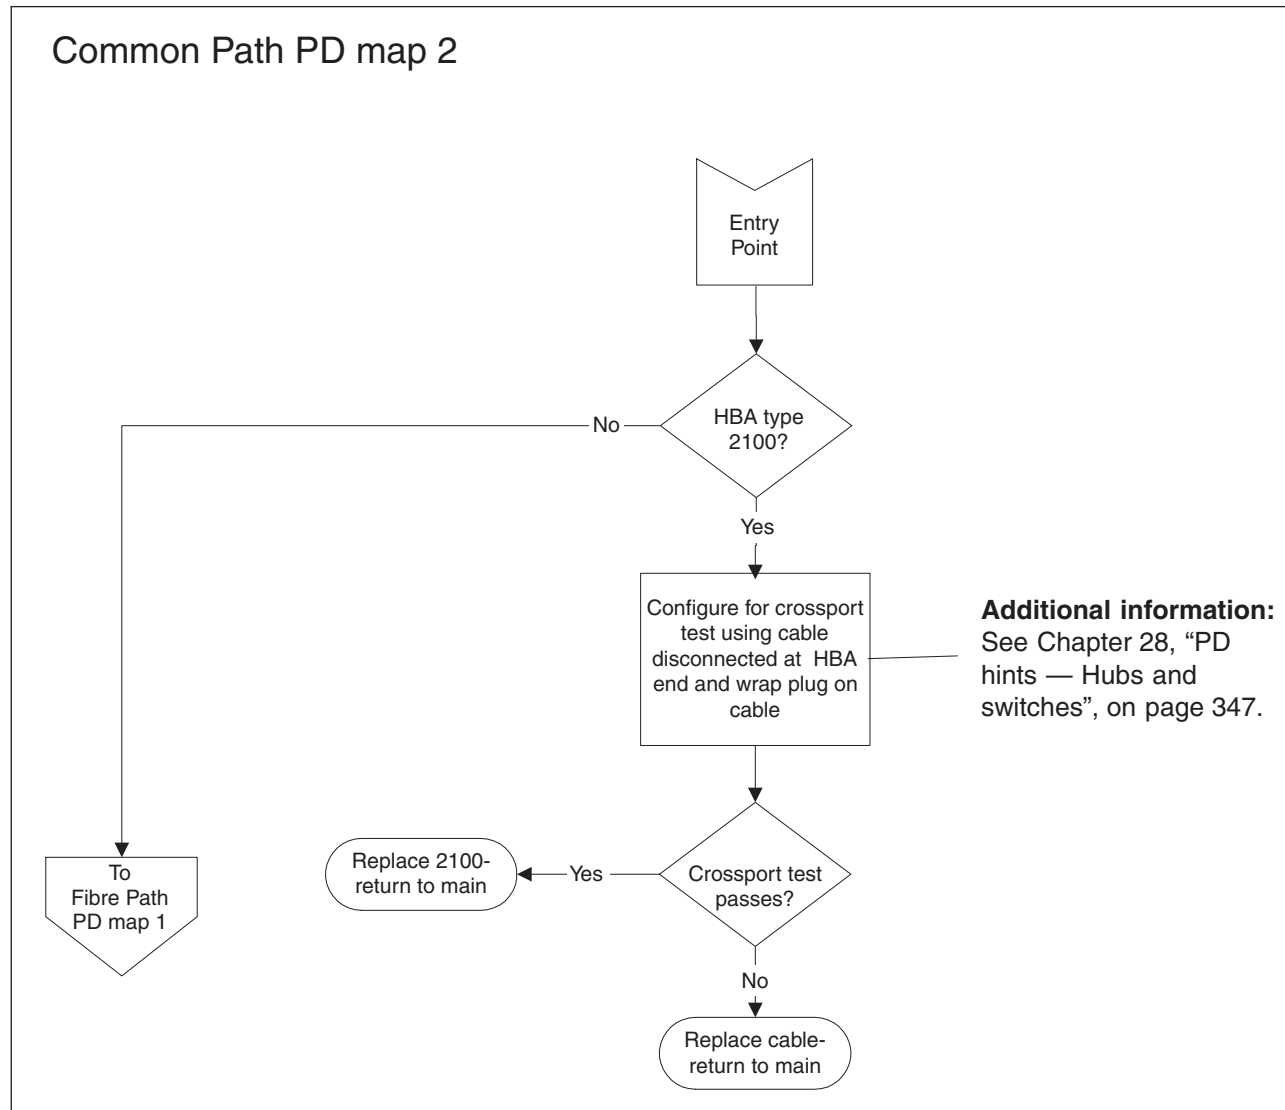 Common Path PD map 2
Entry
Point
HBA type
2100?
No
Yes
Configure for crossport
test using cable
disconnected at HBA
end and wrap plug on
cable
Additional information:
See Chapter 28, “PD
hints — Hubs and
switches”, on page 347.
Crossport test
passes?
Yes
Replace 2100-
return to main
To
Fibre Path
PD map 1
No
Replace cable-
return to main